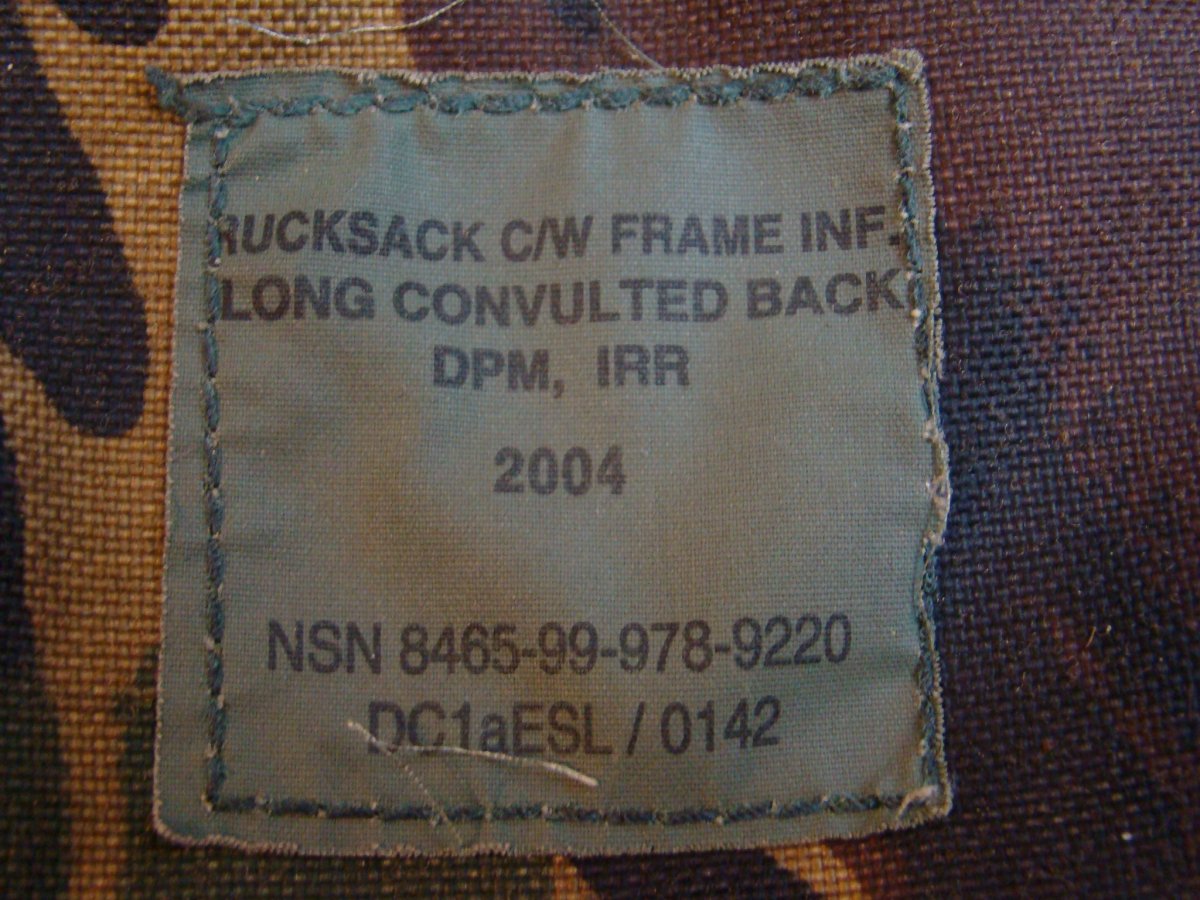 RUCKSACK C/W FRAME INF.
LONG CONVULTED BACK
DPM, IRR
2004
NSN 8465-99-978-9220
DC1aESL / 0142